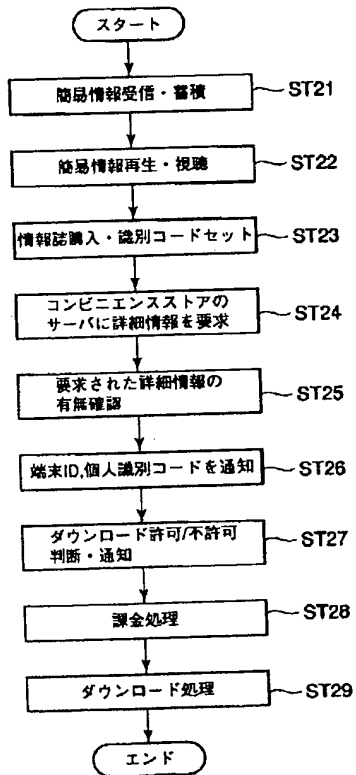 スタート
簡易情報受信・蓄積
ST21
簡易情報再生・視聴
ST22
情報誌購入・識別コードセット
ST23
コンビニエンスストアの
サーバに詳細情報を要求
ST24
要求された詳細情報の
有無確認
ST25
端末ID,個人識別コードを通知
ST26
ダウンロード許可/不許可
判断・通知
ST27
課金処理
ST28
ダウンロード処理
ST29
エンド